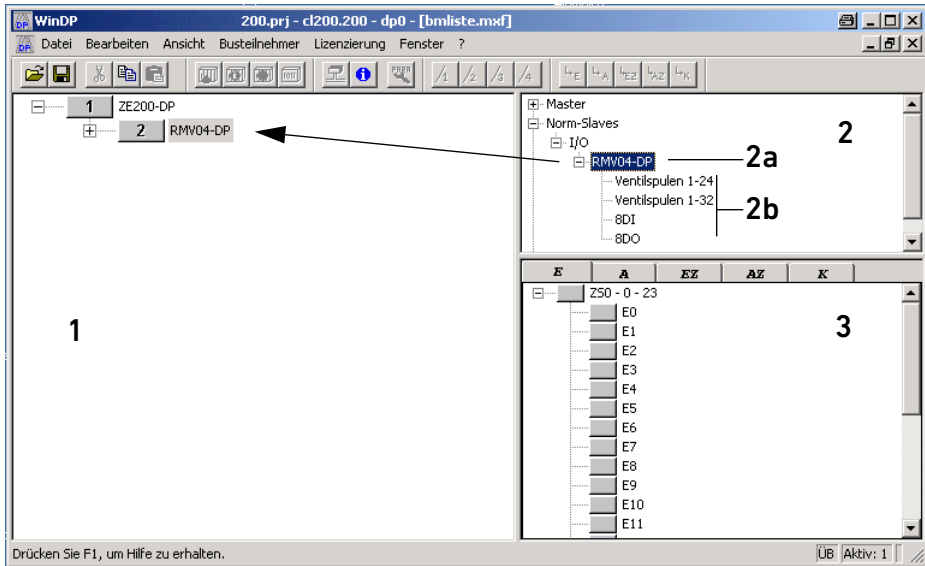 WinDP 200.prj - cl200.200 - dp0 - [bmliste.mxf]
Datei Bearbeiten Ansicht Busteilnehmer Lizenzierung Fenster ?
1 ZE200-DP
2 RMV04-DP
1
Master
Norm-Slaves
I/O
RMV04-DP
Ventilspulen 1-24
Ventilspulen 1-32
8DI
8DO
2
2a
2b
E A EZ AZ K
ZS0 - 0 - 23
E0
E1
E2
E3
E4
E5
E6
E7
E8
E9
E10
E11
3
Drücken Sie F1, um Hilfe zu erhalten. ÜB Aktiv: 1